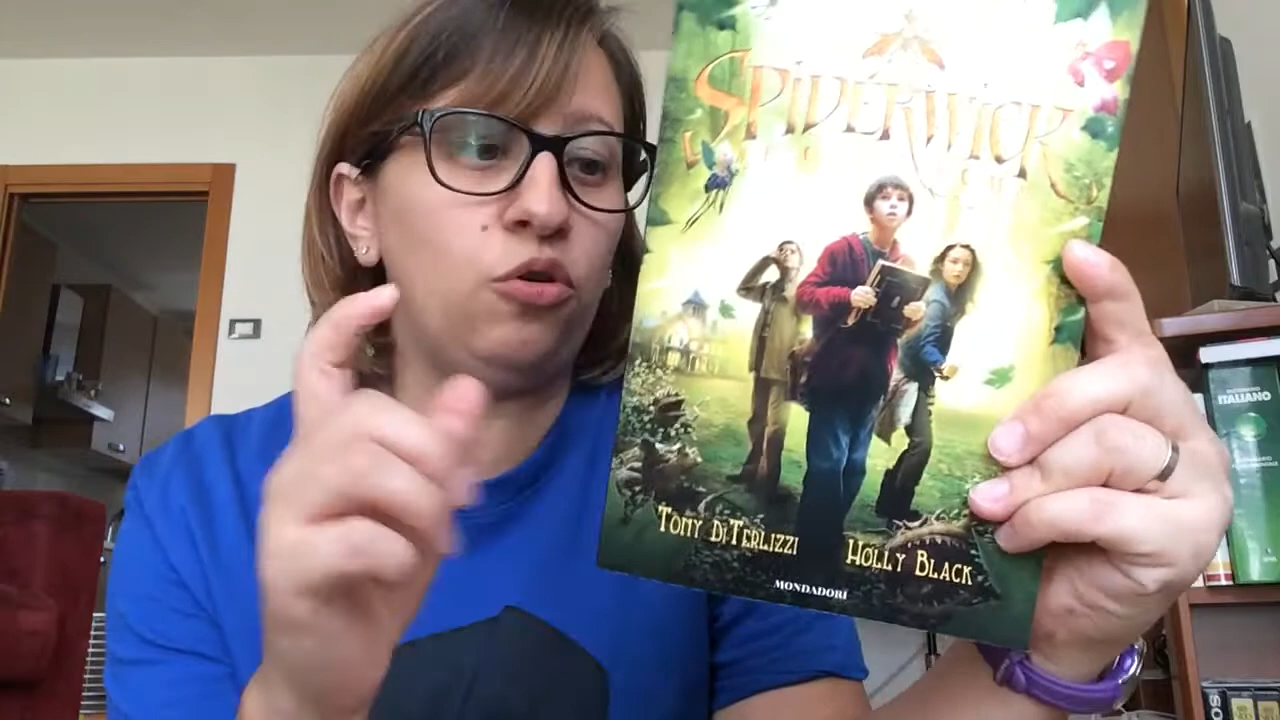 SPIDERWICK
TONY DITERLIZZI
HOLLY BLACK
MONDADORI
ITALIANO